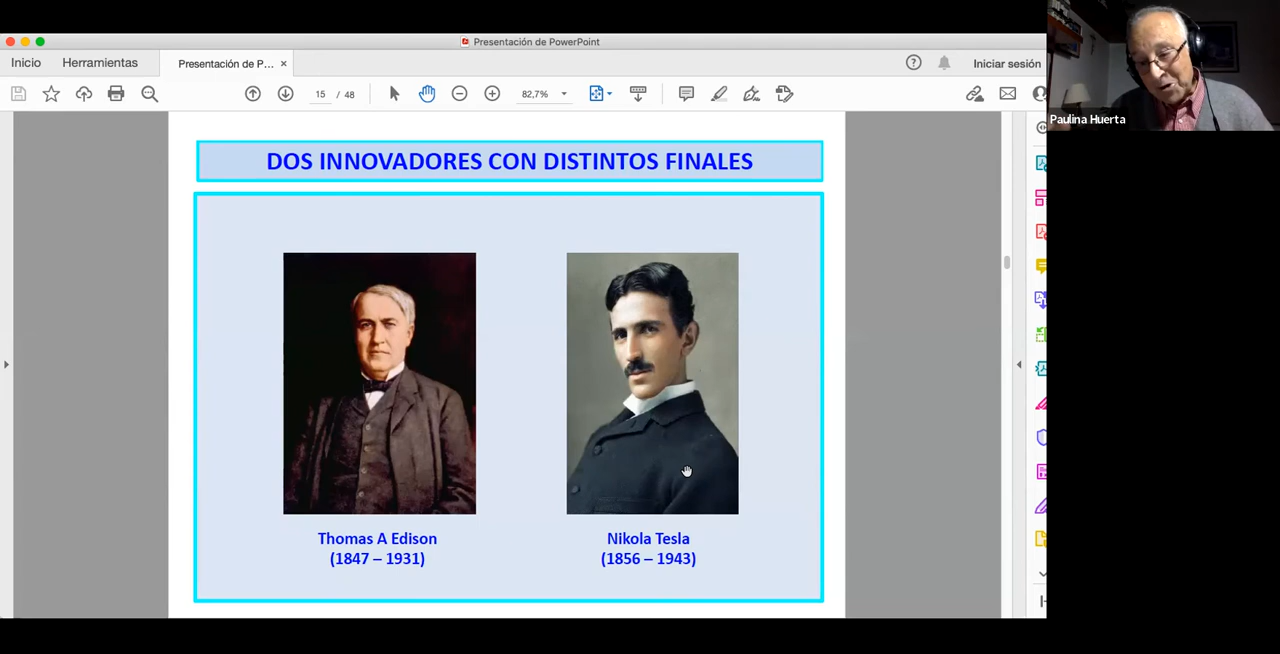 Presentación de PowerPoint
Inicio Herramientas Presentación de P... × Iniciar sesión
15 / 48 82,7%
Paulina Huerta
DOS INNOVADORES CON DISTINTOS FINALES
Thomas A Edison
(1847 – 1931)
Nikola Tesla
(1856 – 1943)